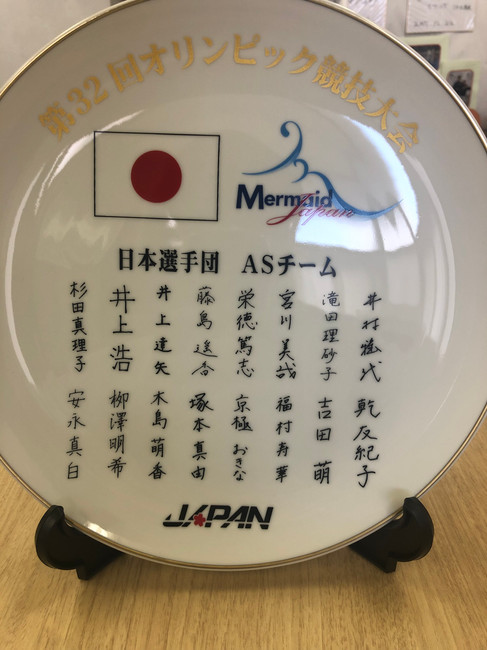 第32回オリンピック競技大会
Mermaid
Japan
日本選手団 ASチーム
井村雅代 乾友紀子
滝田理砂子 吉田 萌
宮川美哉 福村寿華
栄徳篤志 京極おきな
藤島遥香 塚本真由
井上達矢 木島萌香
井上浩 柳澤明希
杉田真理子 安永真白
JAPAN